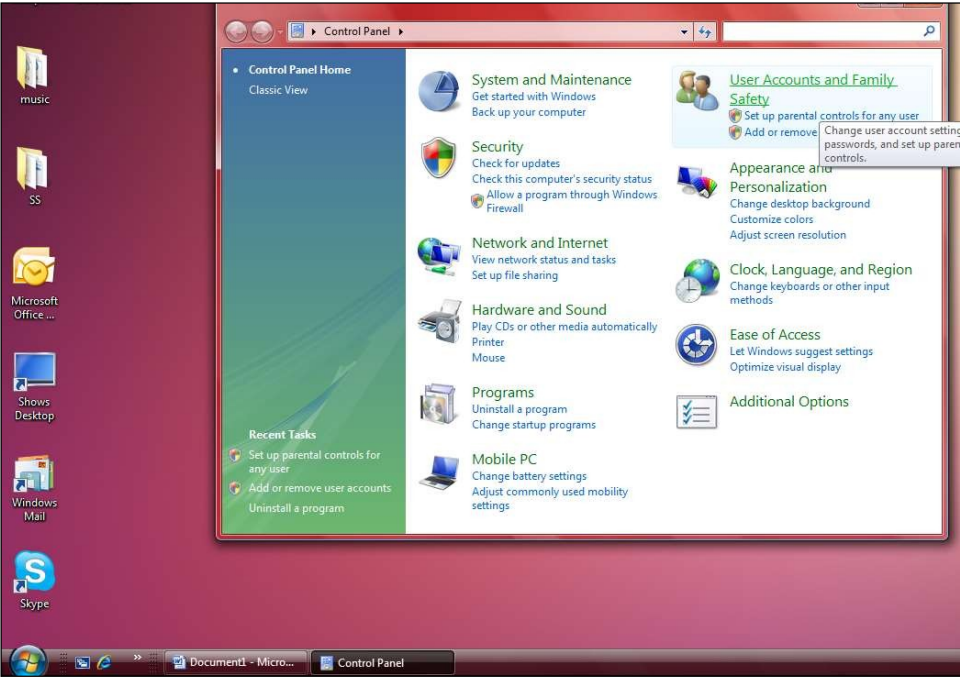 music
SS
Microsoft
Office ...
Shows
Desktop
Windows
Mail
Skype
Control Panel
Control Panel Home
Classic View
Recent Tasks
Set up parental controls for
any user
Add or remove user accounts
Uninstall a program
System and Maintenance
Get started with Windows
Back up your computer
Security
Check for updates
Check this computer's security status
Allow a program through Windows
Firewall
Network and Internet
View network status and tasks
Set up file sharing
Hardware and Sound
Play CDs or other media automatically
Printer
Mouse
Programs
Uninstall a program
Change startup programs
Mobile PC
Change battery settings
Adjust commonly used mobility
settings
User Accounts and Family
Safety
Set up parental controls for any user
Add or remove
Change user account setting
passwords, and set up paren
controls.
Appearance and
Personalization
Change desktop background
Customize colors
Adjust screen resolution
Clock, Language, and Region
Change keyboards or other input
methods
Ease of Access
Let Windows suggest settings
Optimize visual display
Additional Options
Document1 - Micro...
Control Panel